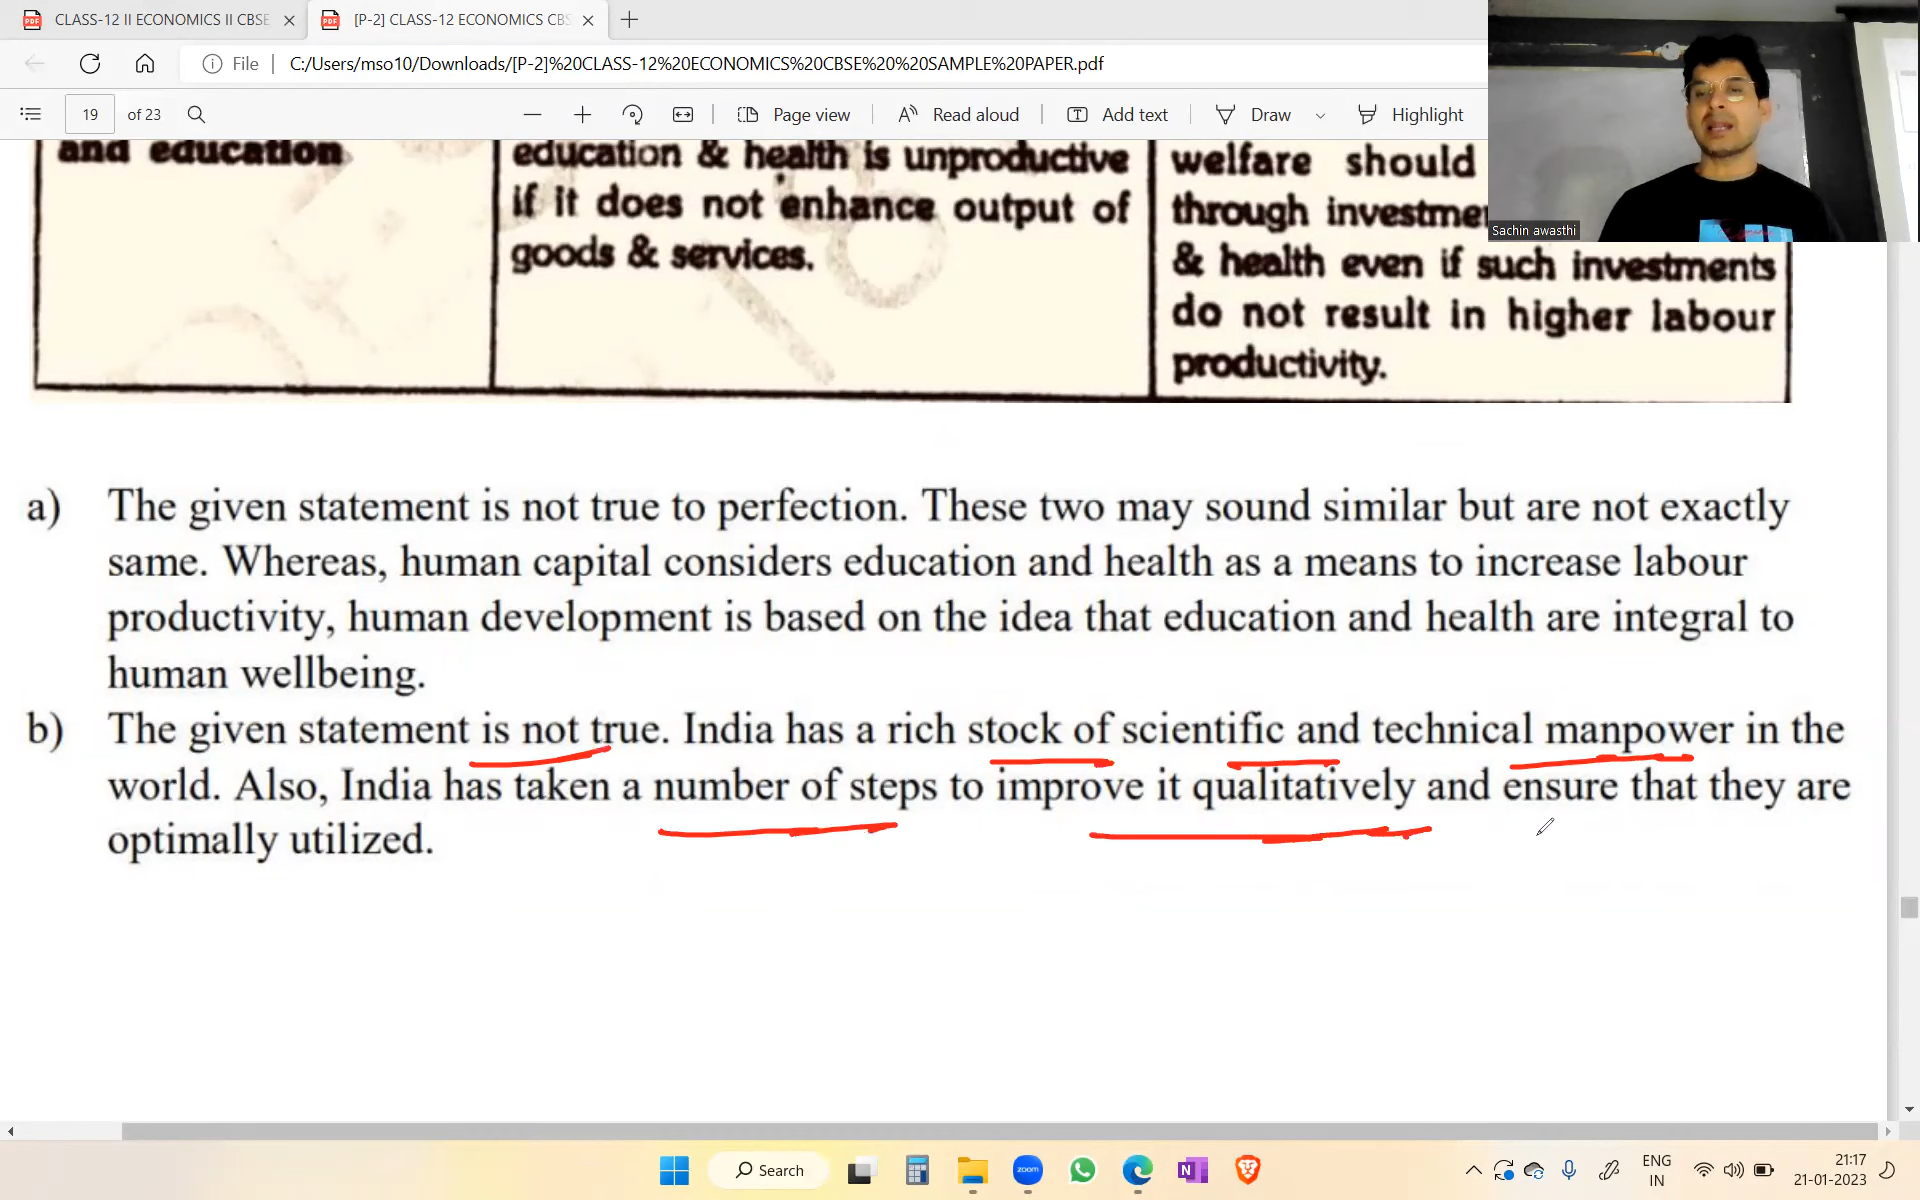 CLASS-12 II ECONOMICS II CBSE
[P-2] CLASS-12 ECONOMICS CBS
File
C:/Users/mso10/Downloads/[P-2]%20CLASS-12%20ECONOMICS%20CBSE%20%20SAMPLE%20PAPER.pdf
19 of 23
Page view
Read aloud
Add text
Draw
Highlight
Sachin awasthi
and education
education & health is unproductive
if it does not enhance output of
goods & services.
welfare should
through investme
& health even if such investments
do not result in higher labour
productivity.
a) The given statement is not true to perfection. These two may sound similar but are not exactly
same. Whereas, human capital considers education and health as a means to increase labour
productivity, human development is based on the idea that education and health are integral to
human wellbeing.
b) The given statement is not true. India has a rich stock of scientific and technical manpower in the
world. Also, India has taken a number of steps to improve it qualitatively and ensure that they are
optimally utilized.
Search
zoom
ENG
IN
21:17
21-01-2023